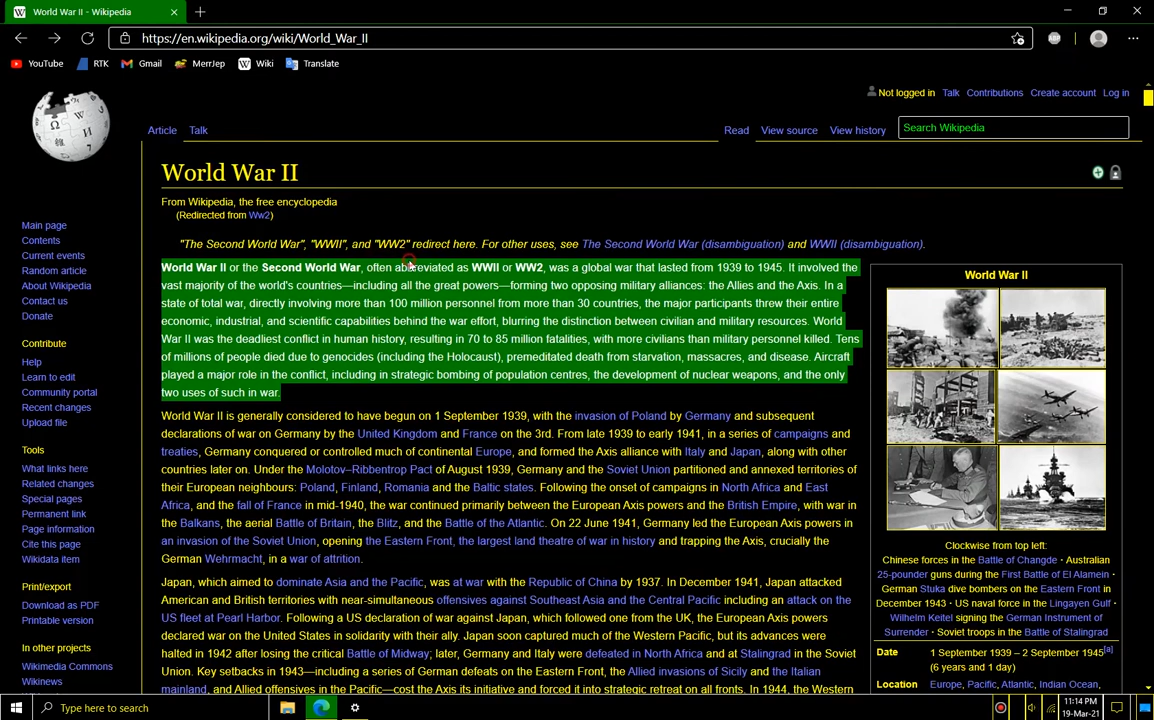 World War II - Wikipedia
https://en.wikipedia.org/wiki/World_War_II
ABP
YouTube RTK Gmail MerrJep Wiki Translate
Not logged in Talk Contributions Create account Log in
Article Talk Read View source View history Search Wikipedia
World War II
From Wikipedia, the free encyclopedia
(Redirected from Ww2)
"The Second World War", "WWII", and "WW2" redirect here. For other uses, see The Second World War (disambiguation) and WWII (disambiguation).
World War II or the Second World War, often abbreviated as WWII or WW2, was a global war that lasted from 1939 to 1945. It involved the
vast majority of the world's countries—including all the great powers—forming two opposing military alliances: the Allies and the Axis. In a
state of total war, directly involving more than 100 million personnel from more than 30 countries, the major participants threw their entire
economic, industrial, and scientific capabilities behind the war effort, blurring the distinction between civilian and military resources. World
War II was the deadliest conflict in human history, resulting in 70 to 85 million fatalities, with more civilians than military personnel killed. Tens
of millions of people died due to genocides (including the Holocaust), premeditated death from starvation, massacres, and disease. Aircraft
played a major role in the conflict, including in strategic bombing of population centres, the development of nuclear weapons, and the only
two uses of such in war.
World War II is generally considered to have begun on 1 September 1939, with the invasion of Poland by Germany and subsequent
declarations of war on Germany by the United Kingdom and France on the 3rd. From late 1939 to early 1941, in a series of campaigns and
treaties, Germany conquered or controlled much of continental Europe, and formed the Axis alliance with Italy and Japan, along with other
countries later on. Under the Molotov–Ribbentrop Pact of August 1939, Germany and the Soviet Union partitioned and annexed territories of
their European neighbours: Poland, Finland, Romania and the Baltic states. Following the onset of campaigns in North Africa and East
Africa, and the fall of France in mid-1940, the war continued primarily between the European Axis powers and the British Empire, with war in
the Balkans, the aerial Battle of Britain, the Blitz, and the Battle of the Atlantic. On 22 June 1941, Germany led the European Axis powers in
an invasion of the Soviet Union, opening the Eastern Front, the largest land theatre of war in history and trapping the Axis, crucially the
German Wehrmacht, in a war of attrition.
Japan, which aimed to dominate Asia and the Pacific, was at war with the Republic of China by 1937. In December 1941, Japan attacked
American and British territories with near-simultaneous offensives against Southeast Asia and the Central Pacific including an attack on the
US fleet at Pearl Harbor. Following a US declaration of war against Japan, which followed one from the UK, the European Axis powers
declared war on the United States in solidarity with their ally. Japan soon captured much of the Western Pacific, but its advances were
halted in 1942 after losing the critical Battle of Midway; later, Germany and Italy were defeated in North Africa and at Stalingrad in the Soviet
Union. Key setbacks in 1943—including a series of German defeats on the Eastern Front, the Allied invasions of Sicily and the Italian
mainland, and Allied offensives in the Pacific—cost the Axis its initiative and forced it into strategic retreat on all fronts. In 1944, the Western
World War II
Clockwise from top left:
Chinese forces in the Battle of Changde · Australian
25-pounder guns during the First Battle of El Alamein ·
German Stuka dive bombers on the Eastern Front in
December 1943 · US naval force in the Lingayen Gulf ·
Wilhelm Keitel signing the German Instrument of
Surrender · Soviet troops in the Battle of Stalingrad
Date 1 September 1939 – 2 September 1945[a]
(6 years and 1 day)
Location Europe, Pacific, Atlantic, Indian Ocean,
Main page
Contents
Current events
Random article
About Wikipedia
Contact us
Donate
Contribute
Help
Learn to edit
Community portal
Recent changes
Upload file
Tools
What links here
Related changes
Special pages
Permanent link
Page information
Cite this page
Wikidata item
Print/export
Download as PDF
Printable version
In other projects
Wikimedia Commons
Wikinews
Type here to search
11:14 PM
19-Mar-21